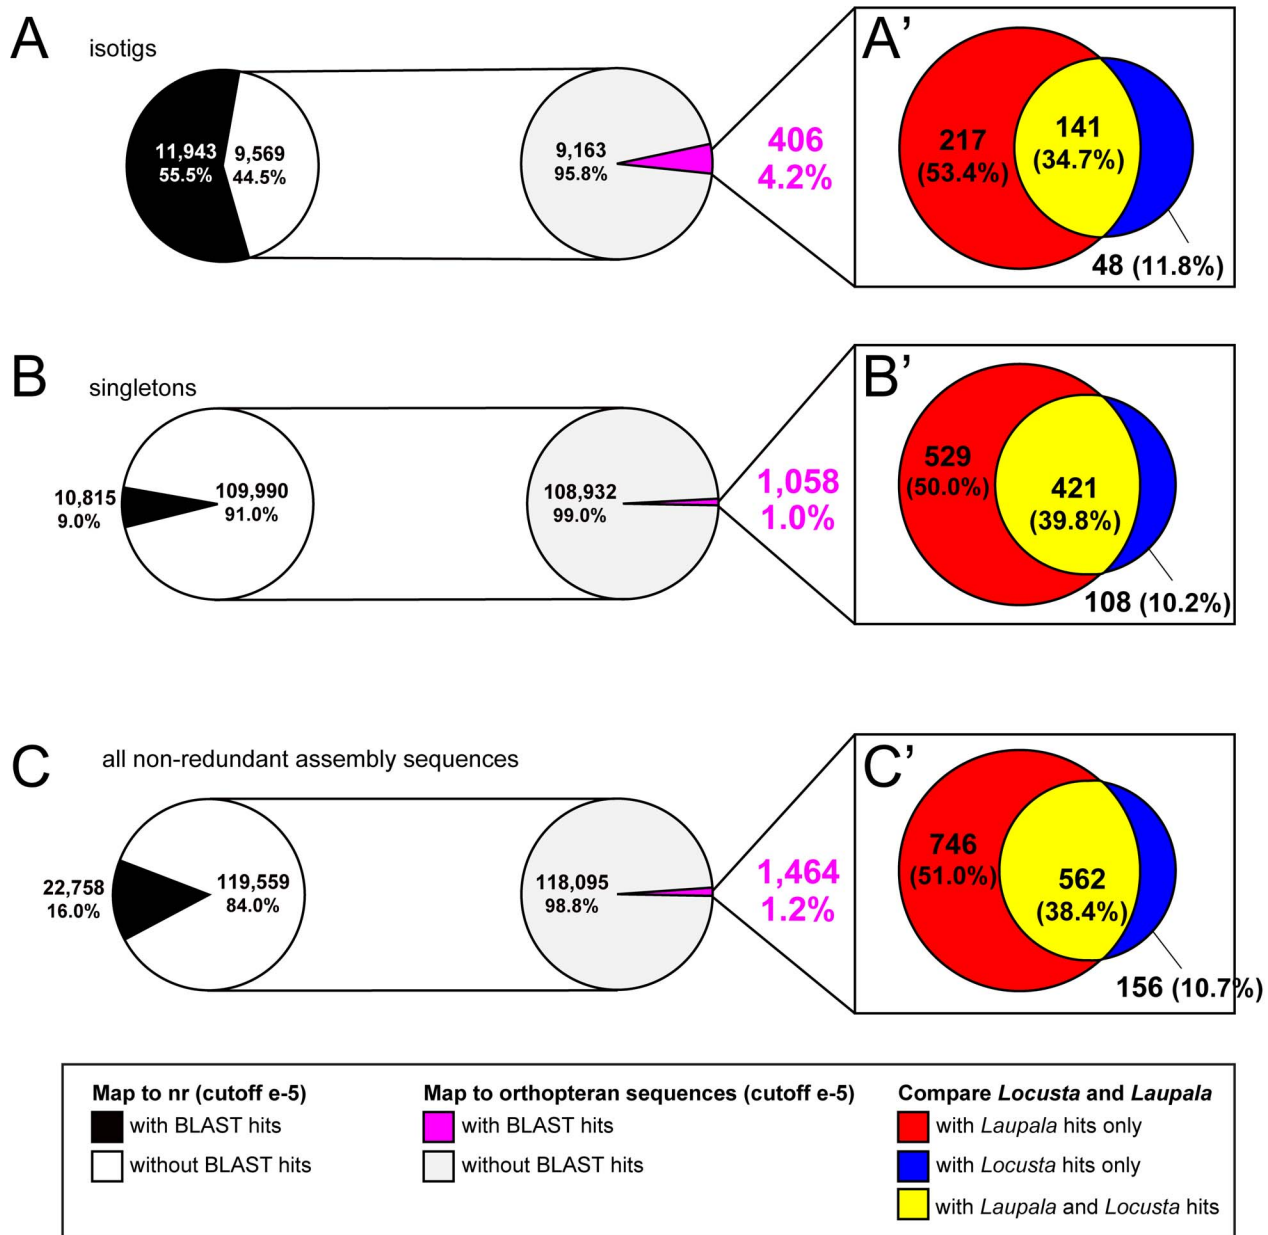 A
isotigs
11,943
55.5%
9,569
44.5%
9,163
95.8%
406
4.2%
A’
217
(53.4%)
141
(34.7%)
48 (11.8%)
B
singletons
10,815
9.0%
109,990
91.0%
108,932
99.0%
1,058
1.0%
B’
529
(50.0%)
421
(39.8%)
108 (10.2%)
C
all non-redundant assembly sequences
22,758
16.0%
119,559
84.0%
118,095
98.8%
1,464
1.2%
C’
746
(51.0%)
562
(38.4%)
156 (10.7%)
Map to nr (cutoff e-5)
with BLAST hits
without BLAST hits
Map to orthopteran sequences (cutoff e-5)
with BLAST hits
without BLAST hits
Compare Locusta and Laupala
with Laupala hits only
with Locusta hits only
with Laupala and Locusta hits